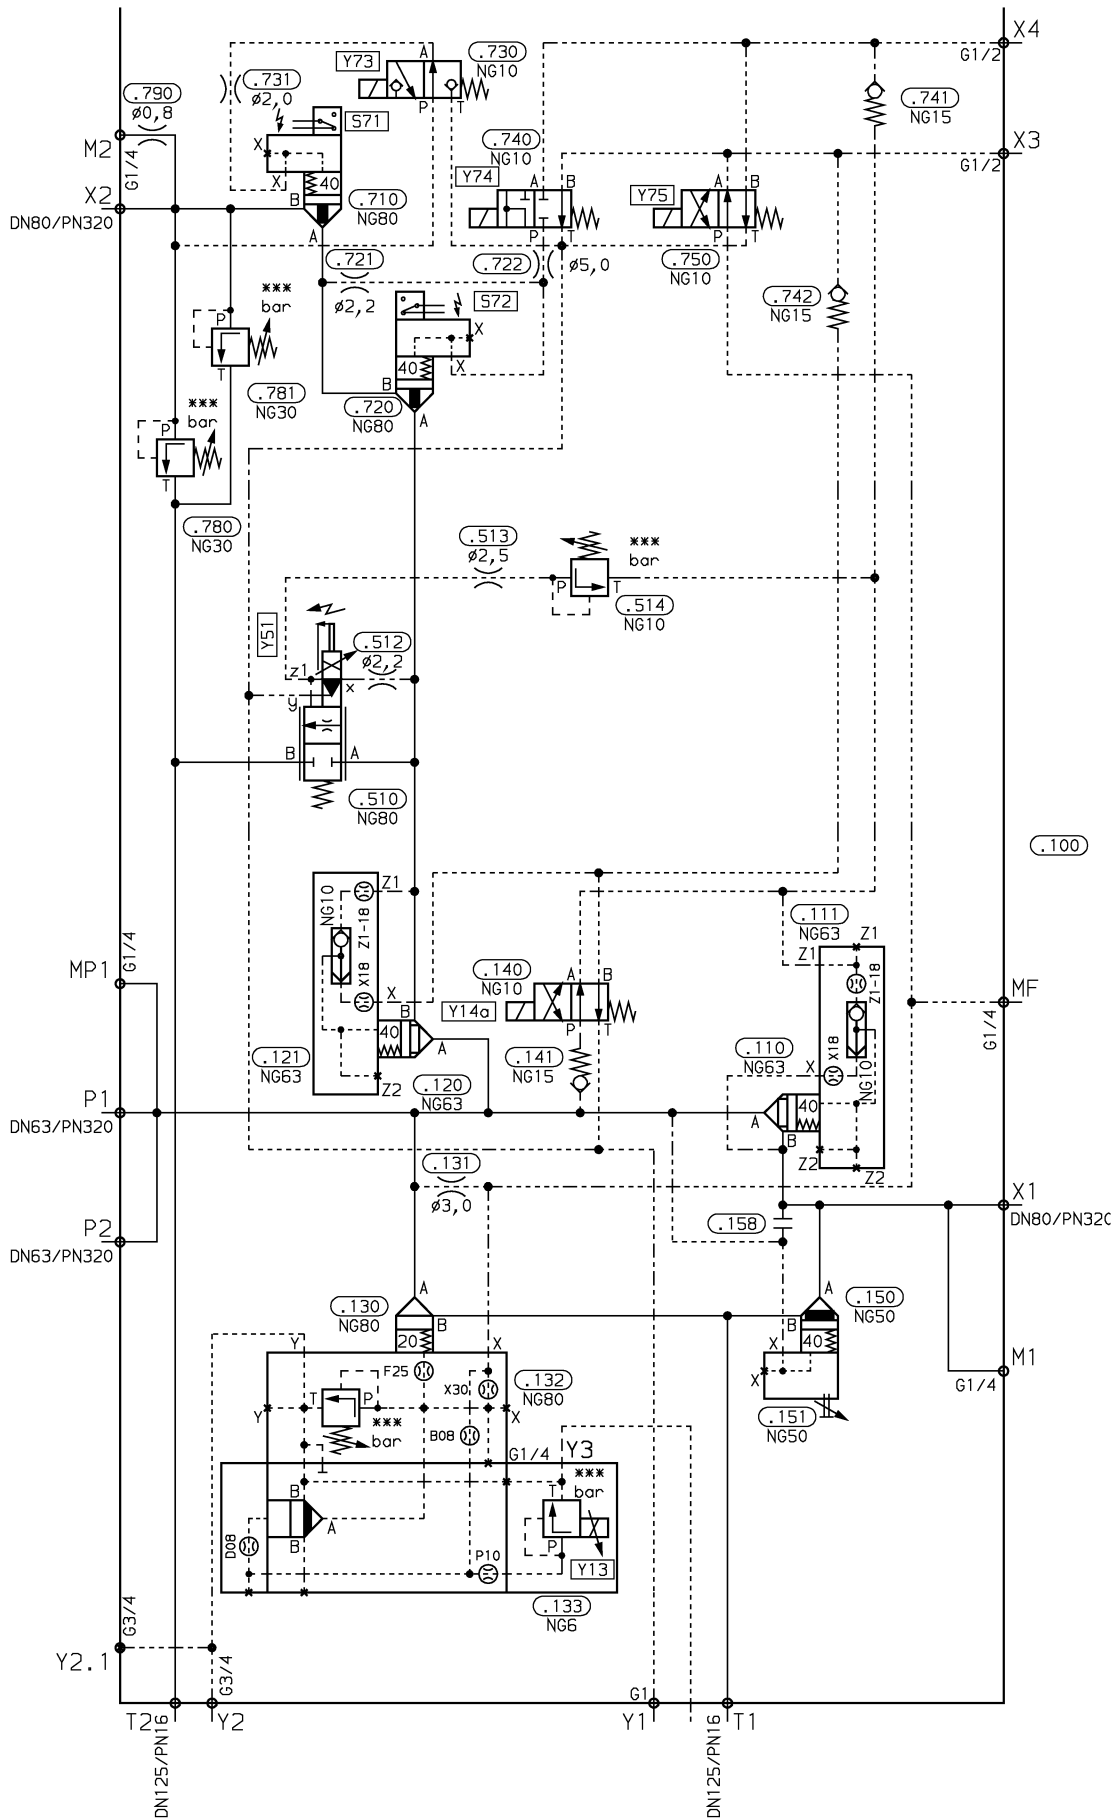 X4
G1/2
.730
NG10
Y73
A
P
T
.731
ø2,0
.790
ø0,8
S71
.741
NG15
M2
G1/4
X
X
40
B
A
.710
NG80
.740
NG10
Y74
A
B
P
T
Y75
A
B
P
T
X3
G1/2
X2
DN80/PN320
.721
ø2,2
.722
ø5,0
.750
NG10
.742
NG15
***
bar
P
T
.781
NG30
S72
X
X
40
B
A
.720
NG80
***
bar
P
T
.780
NG30
.513
ø2,5
***
bar
P
T
.514
NG10
Y51
.512
ø2,2
z1
x
y
B
A
.510
NG80
.100
NG10
Z1
Z1-18
X18
X
B
40
A
Z2
.121
NG63
.120
NG63
.111
NG63
Z1
Z1
Z1-18
X18
X
NG10
40
A
B
Z2
Z2
.110
NG63
MP1
G1/4
.140
NG10
Y14a
A
B
P
T
.141
NG15
MF
G1/4
P1
DN63/PN320
.131
ø3,0
X1
DN80/PN320
.158
P2
DN63/PN320
A
.130
NG80
B
20
A
.150
NG50
B
40
X
X
.151
NG50
M1
G1/4
Y
F25
X
X30
.132
NG80
T
P
Y
X
***
bar
B08
G1/4
Y3
***
bar
T
P
Y13
B
A
B
D08
P10
.133
NG6
G3/4
Y2.1
G3/4
G1
T2
Y2
Y1
T1
DN125/PN16
DN125/PN16